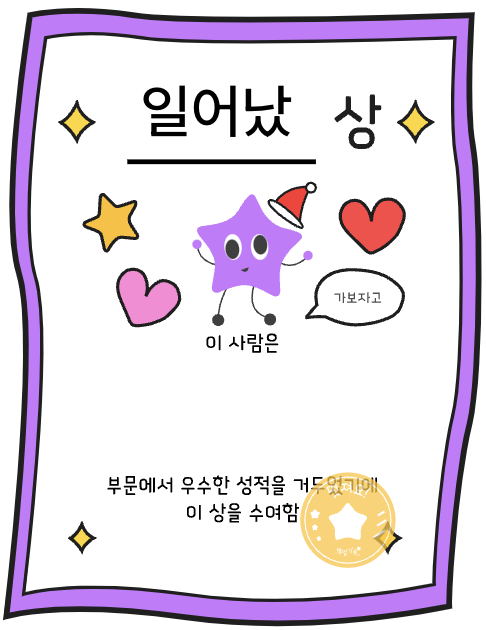 일어났 상
가보자고
이 사람은
부문에서 우수한 성적을 거두었기에
이 상을 수여함